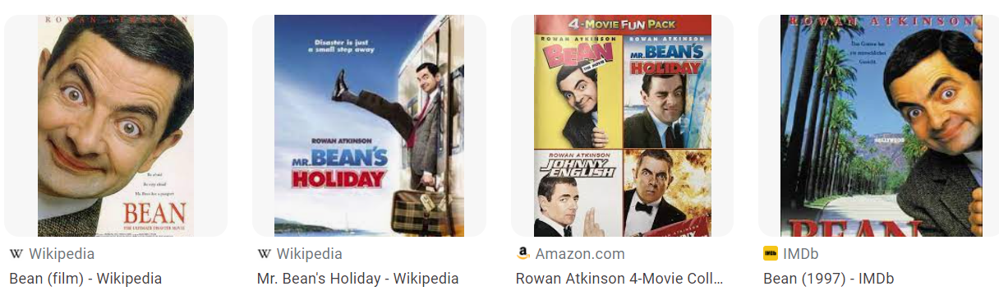 ROWAN ATKINSON
Be afraid
Be very afraid
Mr. Bean has a passport
BEAN
THE ULTIMATE DISASTER MOVIE
Wikipedia
Bean (film) - Wikipedia
Disaster is just
a small step away
ROWAN ATKINSON
MR. BEAN'S
HOLIDAY
Wikipedia
Mr. Bean's Holiday - Wikipedia
4-MOVIE FUN PACK
ROWAN ATKINSON
BEAN
THE MOVIE
ROWAN ATKINSON
MR. BEAN'S
HOLIDAY
ROWAN ATKINSON
JOHNNY
ENGLISH
Amazon.com
Rowan Atkinson 4-Movie Coll...
ROWAN ATKINSON
Das Grauen hat
ein menschliches
Gesicht.
HOLLYWOOD
BEAN
IMDb
IMDb
Bean (1997) - IMDb